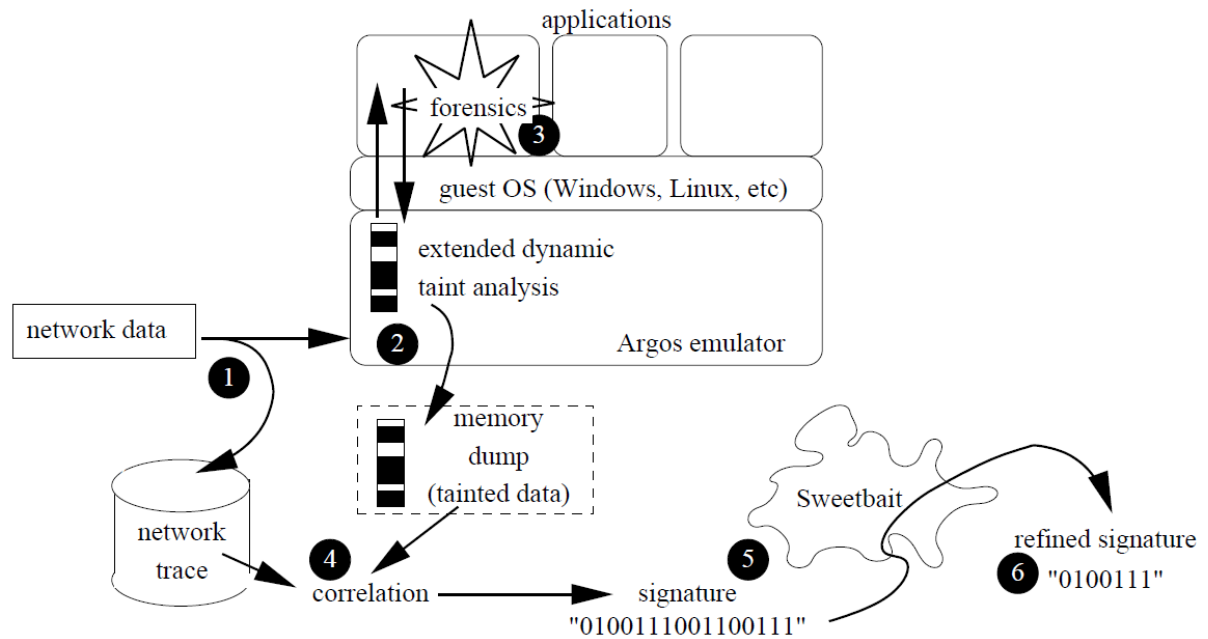 applications
forensics
3
guest OS (Windows, Linux, etc)
extended dynamic
taint analysis
network data
2
Argos emulator
1
memory
dump
(tainted data)
Sweetbait
network
trace
4
correlation
5
signature
"0100111001100111"
refined signature
6
"0100111"